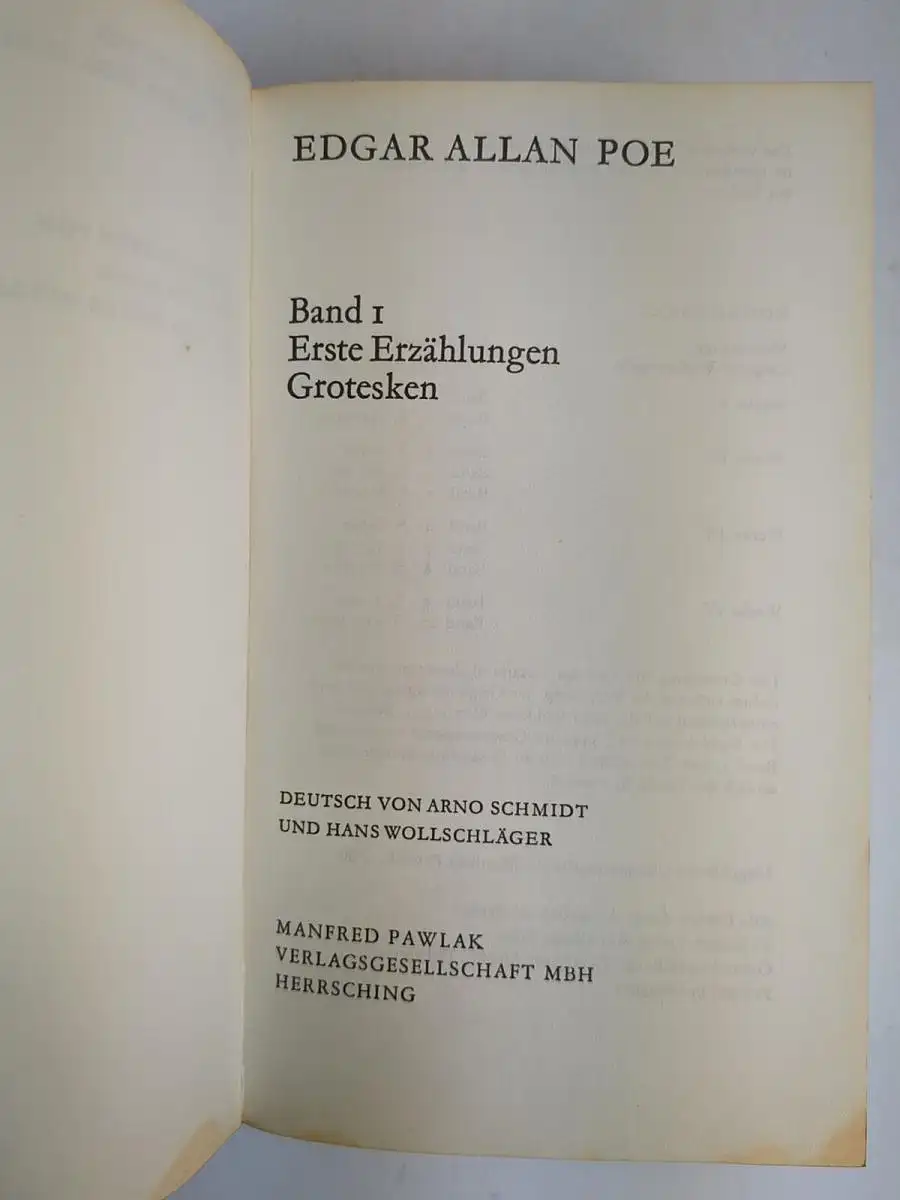 EDGAR ALLAN POE
Band I
Erste Erzählungen
Grotesken
DEUTSCH VON ARNO SCHMIDT
UND HANS WOLLSCHLÄGER
MANFRED PAWLAK
VERLAGSGESELLSCHAFT MBH
HERRSCHING